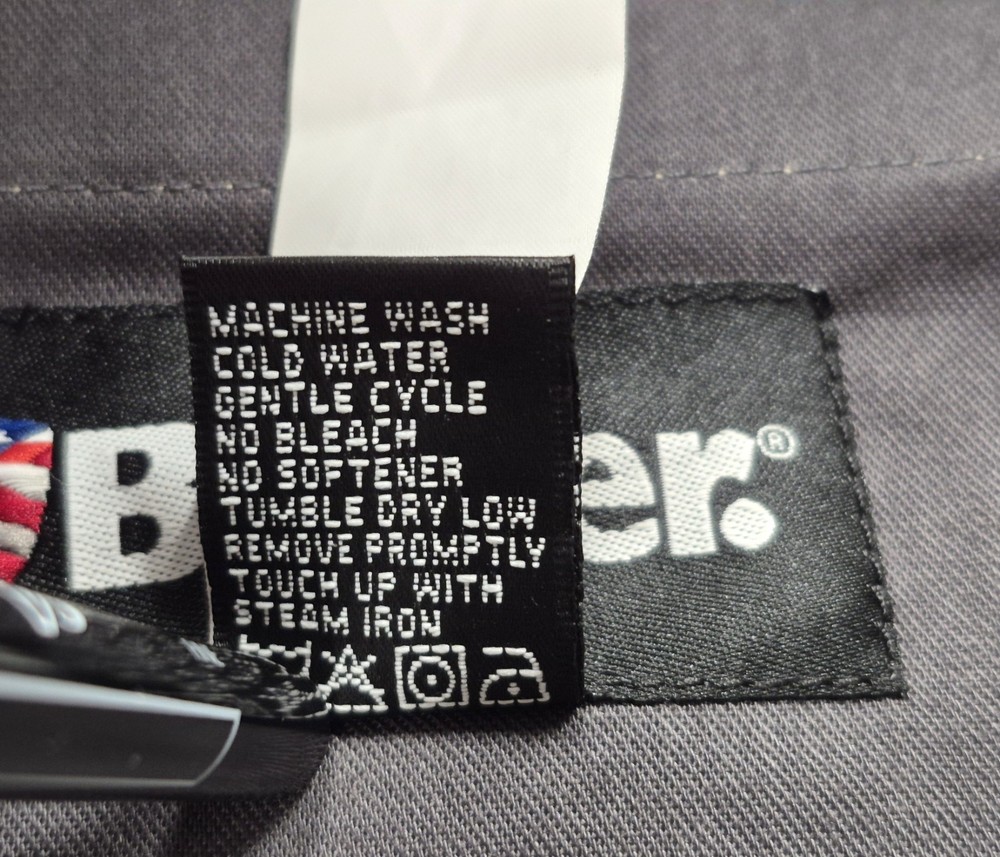 MACHINE WASH
COLD WATER
GENTLE CYCLE
NO BLEACH
NO SOFTENER
TUMBLE DRY LOW
REMOVE PROMPTLY
TOUCH UP WITH
STEAM IRON
B er.®